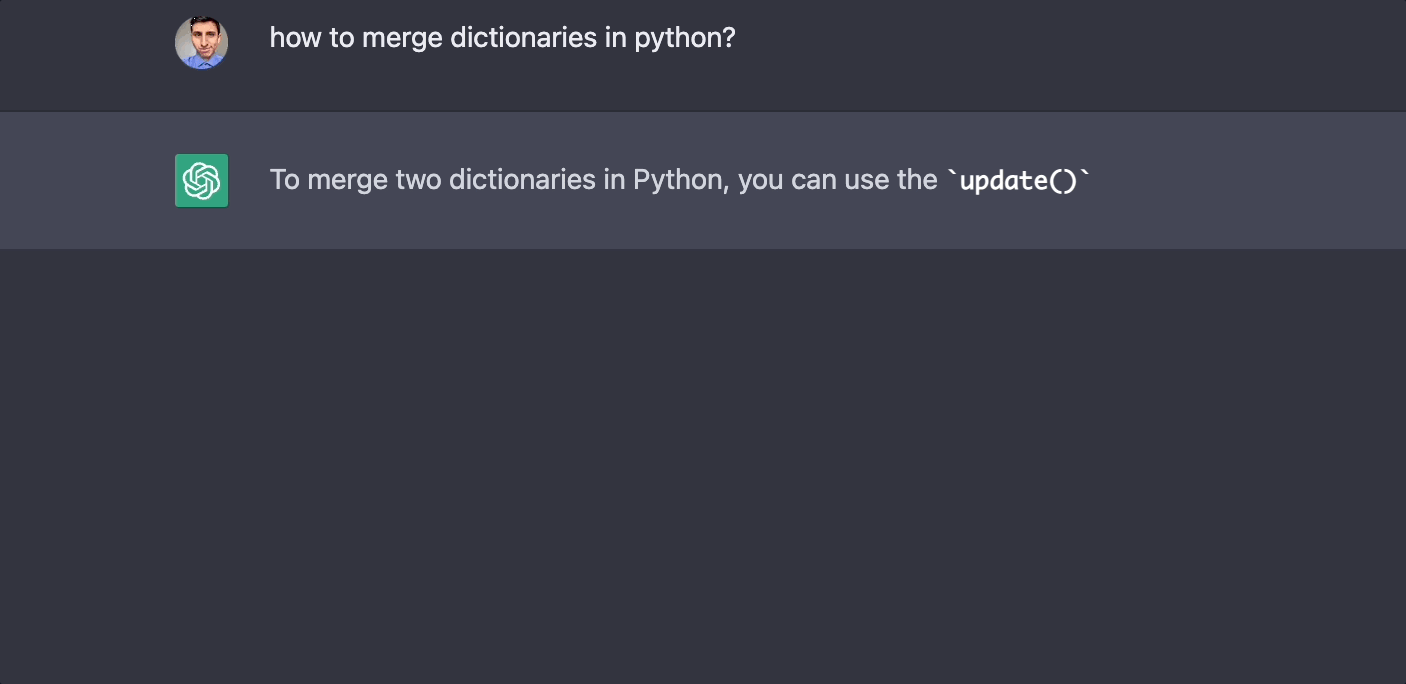 how to merge dictionaries in python?
To merge two dictionaries in Python, you can use the `update()`